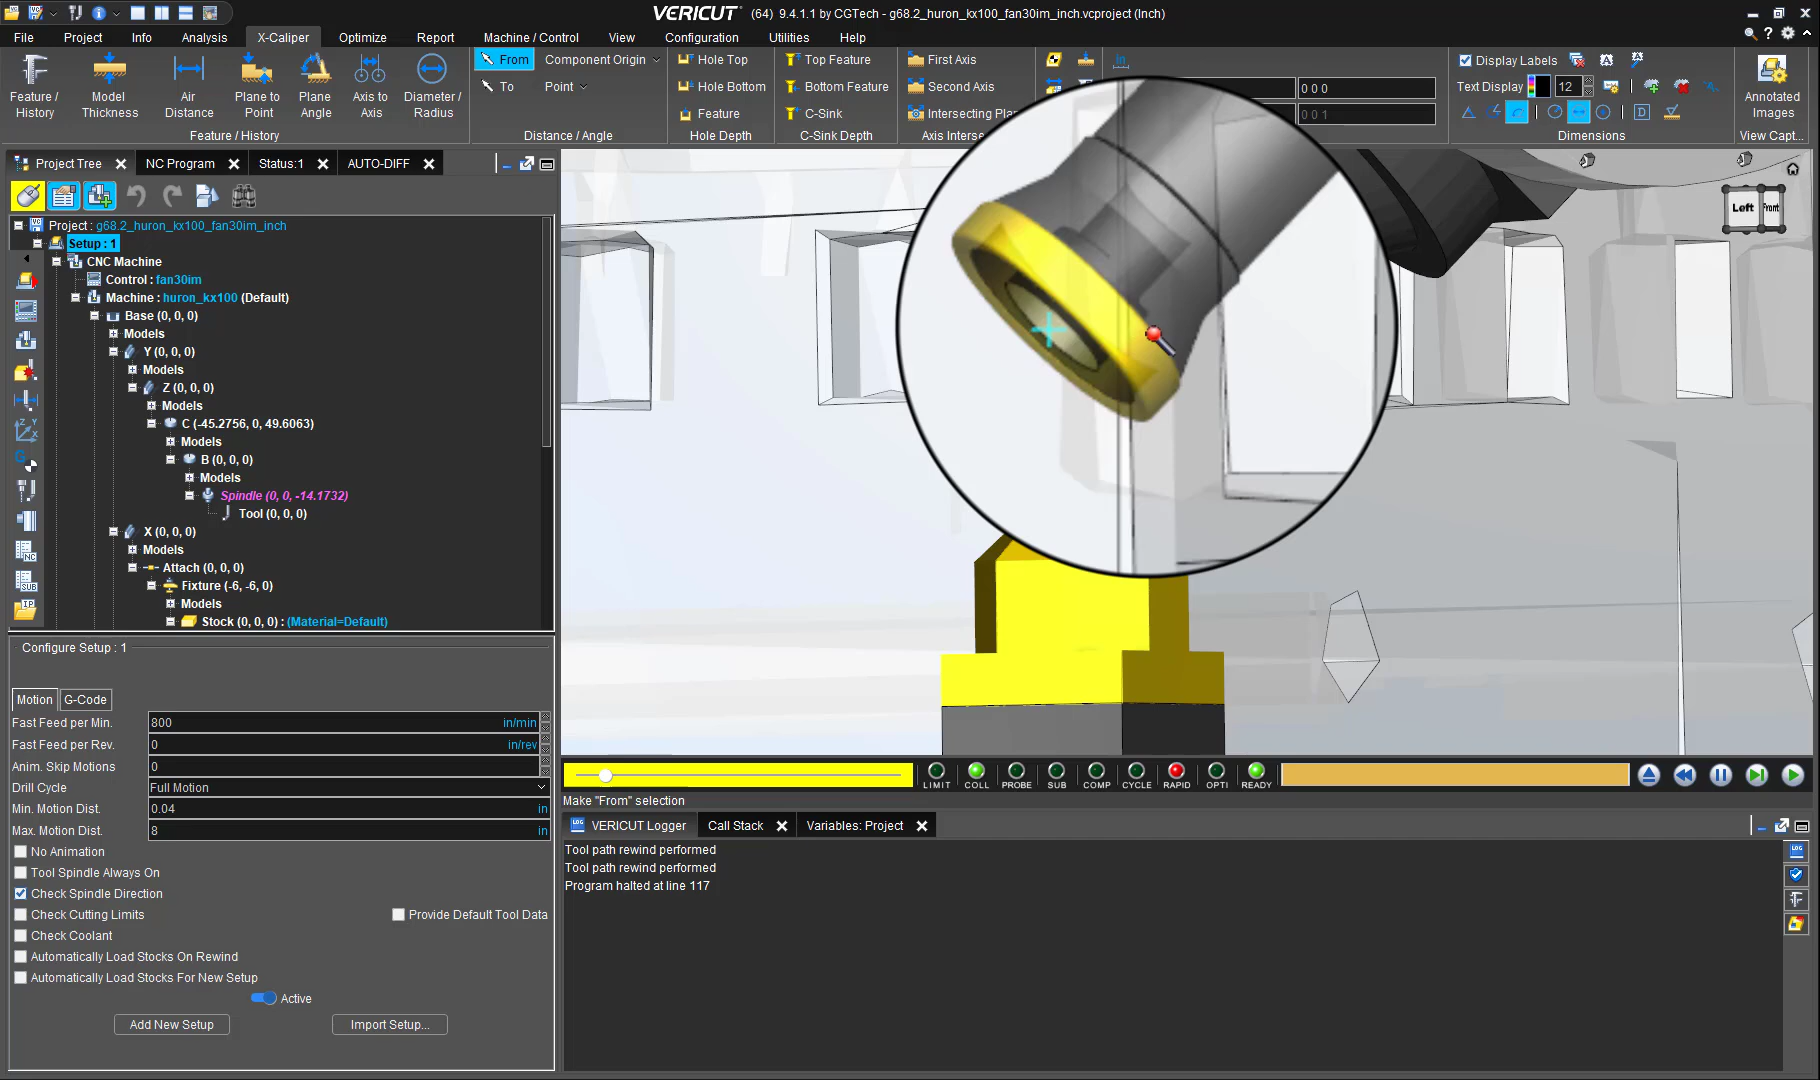 VERICUT (64) 9.4.1.1 by CGTech - g68.2_huron_kx100_fan30im_inch.vcproject (Inch)
File Project Info Analysis X-Caliper Optimize Report Machine / Control View Configuration Utilities Help
Feature / History
Model Thickness
Air Distance
Plane to Point
Plane Angle
Axis to Axis
Diameter / Radius
Feature / History
From Component Origin
To Point
Distance / Angle
Hole Top
Hole Bottom
Feature
Hole Depth
Top Feature
Bottom Feature
C-Sink
C-Sink Depth
First Axis
Second Axis
Intersecting Pla
Axis Interse
0 0 0
0 0 1
Display Labels
Text Display 12
Dimensions
Annotated Images
View Capt...
Project Tree NC Program Status:1 AUTO-DIFF
Project : g68.2_huron_kx100_fan30im_inch
Setup : 1
CNC Machine
Control : fan30im
Machine : huron_kx100 (Default)
Base (0, 0, 0)
Models
Y (0, 0, 0)
Models
Z (0, 0, 0)
Models
C (-45.2756, 0, 49.6063)
Models
B (0, 0, 0)
Models
Spindle (0, 0, -14.1732)
Tool (0, 0, 0)
X (0, 0, 0)
Models
Attach (0, 0, 0)
Fixture (-6, -6, 0)
Models
Stock (0, 0, 0) : (Material=Default)
Left Front
Configure Setup : 1
Motion G-Code
Fast Feed per Min. 800 in/min
Fast Feed per Rev. 0 in/rev
Anim. Skip Motions 0
Drill Cycle Full Motion
Min. Motion Dist. 0.04 in
Max. Motion Dist. 8 in
No Animation
Tool Spindle Always On
Check Spindle Direction
Check Cutting Limits Provide Default Tool Data
Check Coolant
Automatically Load Stocks On Rewind
Automatically Load Stocks For New Setup
Active
Add New Setup Import Setup...
LIMIT COLL PROBE SUB COMP CYCLE RAPID OPTI READY
Make "From" selection
VERICUT Logger Call Stack Variables: Project
Tool path rewind performed
Tool path rewind performed
Program halted at line 117